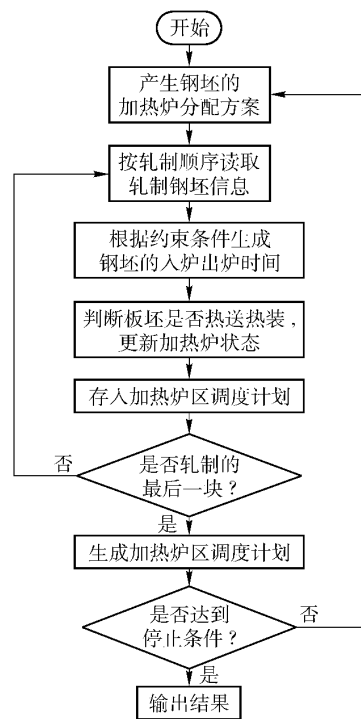 开始
产生钢坯的
加热炉分配方案
按轧制顺序读取
轧制钢坯信息
根据约束条件生成
钢坯的入炉出炉时间
判断板坯是否热送热装，
更新加热炉状态
存入加热炉区调度计划
否
是否轧制的
最后一块？
是
生成加热炉区调度计划
是否达到
停止条件？
否
是
输出结果